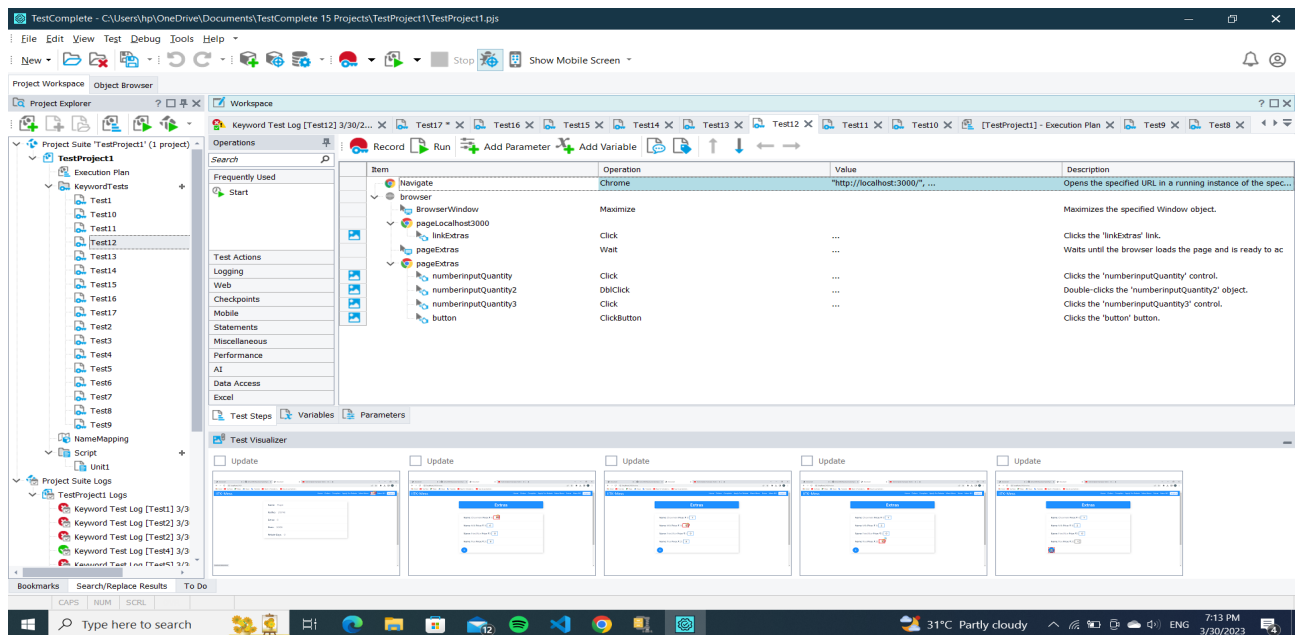 TestComplete - C:\Users\hp\OneDrive\Documents\TestComplete 15 Projects\TestProject1\TestProject1.pjs
File Edit View Test Debug Tools Help
New Stop Show Mobile Screen
Project Workspace Object Browser
Project Explorer
Project Suite 'TestProject1' (1 project)
TestProject1
Execution Plan
KeywordTests
Test1
Test10
Test11
Test12
Test13
Test14
Test15
Test16
Test17
Test2
Test3
Test4
Test5
Test6
Test7
Test8
Test9
NameMapping
Script
Unit1
Project Suite Logs
TestProject1 Logs
Keyword Test Log [Test1] 3/3
Keyword Test Log [Test2] 3/3
Keyword Test Log [Test2] 3/3
Keyword Test Log [Test4] 3/3
Keyword Test Log [Test5] 3/3
Workspace
Keyword Test Log [Test12] 3/30/2... Test17 * Test16 Test15 Test14 Test13 Test12 Test11 Test10 [TestProject1] - Execution Plan Test9 Test8
Operations
Search
Frequently Used
Start
Test Actions
Logging
Web
Checkpoints
Mobile
Statements
Miscellaneous
Performance
AI
Data Access
Excel
Record Run Add Parameter Add Variable
Item Operation Value Description
Navigate Chrome "http://localhost:3000/", ... Opens the specified URL in a running instance of the spec...
browser
BrowserWindow Maximize Maximizes the specified Window object.
pageLocalhost3000
linkExtras Click ... Clicks the 'linkExtras' link.
pageExtras Wait Waits until the browser loads the page and is ready to ac
pageExtras
numberinputQuantity Click ... Clicks the 'numberinputQuantity' control.
numberinputQuantity2 DblClick ... Double-clicks the 'numberinputQuantity2' object.
numberinputQuantity3 Click ... Clicks the 'numberinputQuantity3' control.
button ClickButton Clicks the 'button' button.
Test Steps Variables Parameters
Test Visualizer
Update Update Update Update Update
Extras Extras Extras Extras
Bookmarks Search/Replace Results To Do
CAPS NUM SCRL
Type here to search
12
31°C Partly cloudy
ENG
7:13 PM
3/30/2023
4